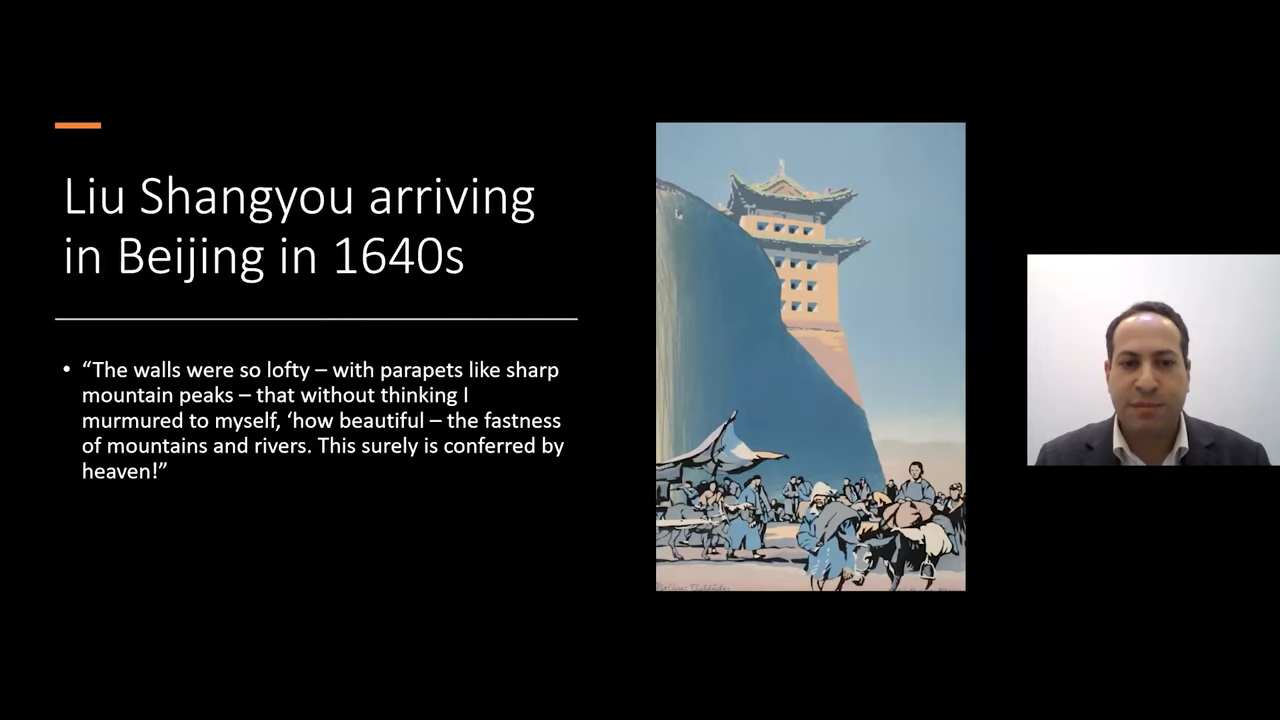 Liu Shangyou arriving
in Beijing in 1640s
• “The walls were so lofty – with parapets like sharp
mountain peaks – that without thinking I
murmured to myself, ‘how beautiful – the fastness
of mountains and rivers. This surely is conferred by
heaven!”